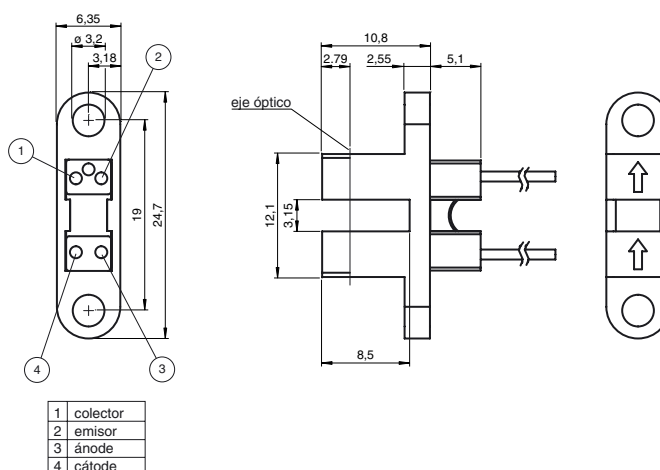 6,35
ø 3,2
3,18
2
1
19
24,7
4
3
1 colector
2 emisor
3 ánode
4 cátode
10,8
2.79
2,55
5,1
eje óptico
12,1
3,15
8,5